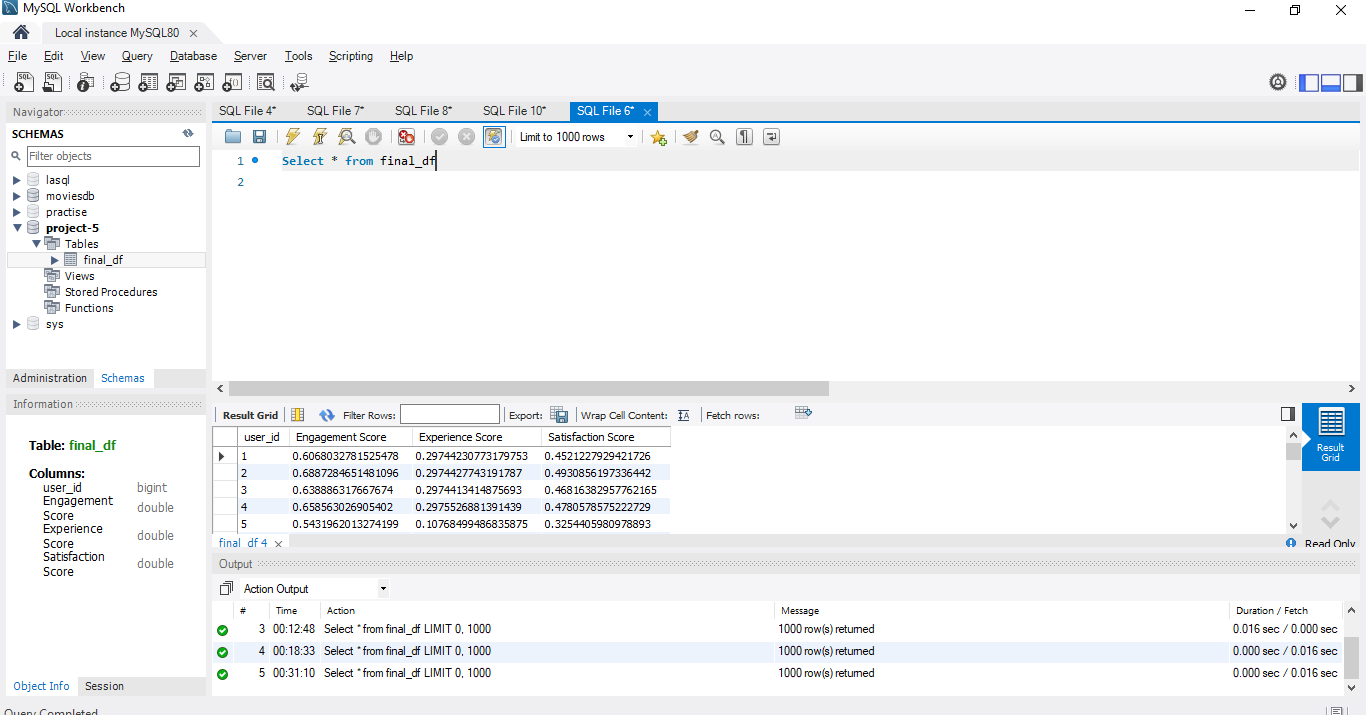 MySQL Workbench
Local instance MySQL80
File Edit View Query Database Server Tools Scripting Help
Navigator
SCHEMAS
Filter objects
lasql
moviesdb
practise
project-5
Tables
final_df
Views
Stored Procedures
Functions
sys
Administration Schemas
Information
Table: final_df
Columns:
user_id bigint
Engagement Score double
Experience Score double
Satisfaction Score double
Object Info Session
Query Completed
SQL File 4* SQL File 7* SQL File 8* SQL File 10* SQL File 6*
Limit to 1000 rows
1 Select * from final_df
2
Result Grid Filter Rows: Export: Wrap Cell Content: Fetch rows:
user_id Engagement Score Experience Score Satisfaction Score
1 0.6068032781525478 0.29744230773179753 0.4521227929421726
2 0.6887284651481096 0.29744277431917​87 0.4930856197336442
3 0.638886317667674 0.2974413414875693 0.46816382957762165
4 0.658563026905402 0.2975526881391439 0.4780578575222729
5 0.5431962013274199 0.10768499486835875 0.3254405980978893
Result Grid
final_df 4
Read Only
Output
Action Output
# Time Action Message Duration / Fetch
3 00:12:48 Select * from final_df LIMIT 0, 1000 1000 row(s) returned 0.016 sec / 0.000 sec
4 00:18:33 Select * from final_df LIMIT 0, 1000 1000 row(s) returned 0.000 sec / 0.016 sec
5 00:31:10 Select * from final_df LIMIT 0, 1000 1000 row(s) returned 0.000 sec / 0.016 sec